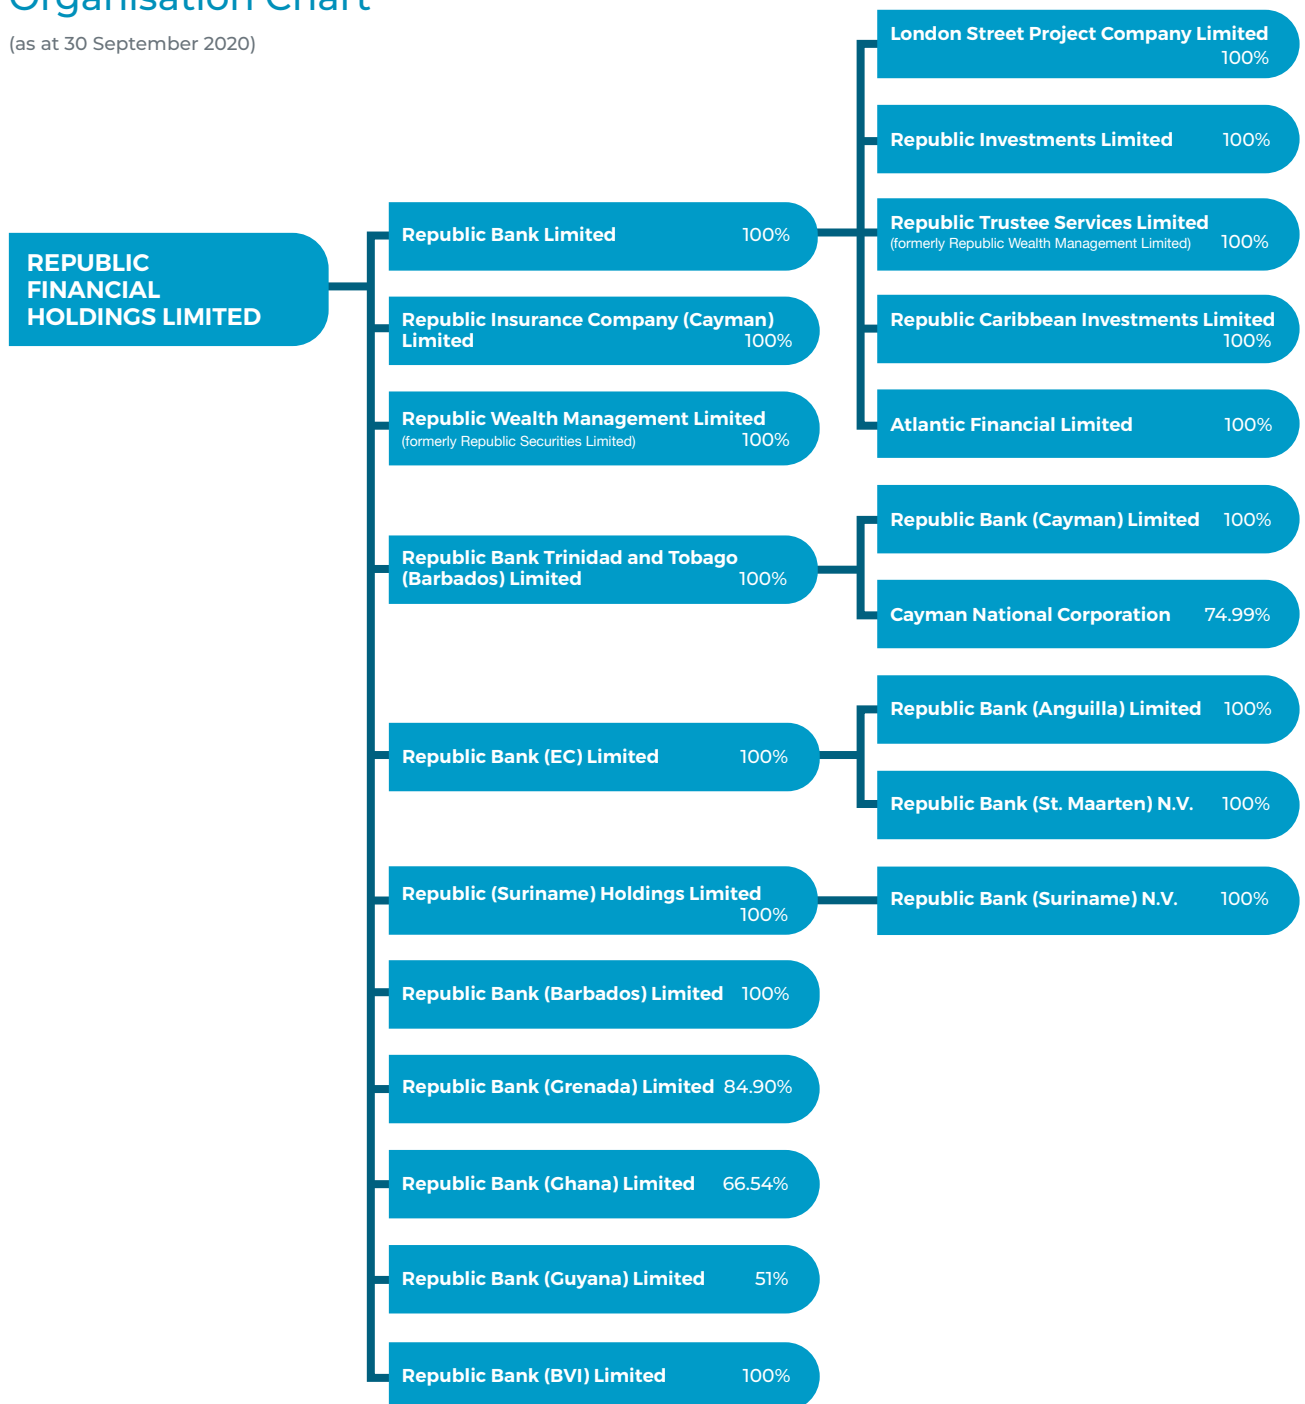 Organisation Chart
(as at 30 September 2020)
REPUBLIC
FINANCIAL
HOLDINGS LIMITED
Republic Bank Limited 100%
Republic Insurance Company (Cayman)
Limited 100%
Republic Wealth Management Limited
(formerly Republic Securities Limited) 100%
Republic Bank Trinidad and Tobago
(Barbados) Limited 100%
Republic Bank (EC) Limited 100%
Republic (Suriname) Holdings Limited
100%
Republic Bank (Barbados) Limited 100%
Republic Bank (Grenada) Limited 84.90%
Republic Bank (Ghana) Limited 66.54%
Republic Bank (Guyana) Limited 51%
Republic Bank (BVI) Limited 100%
London Street Project Company Limited
100%
Republic Investments Limited 100%
Republic Trustee Services Limited
(formerly Republic Wealth Management Limited) 100%
Republic Caribbean Investments Limited
100%
Atlantic Financial Limited 100%
Republic Bank (Cayman) Limited 100%
Cayman National Corporation 74.99%
Republic Bank (Anguilla) Limited 100%
Republic Bank (St. Maarten) N.V. 100%
Republic Bank (Suriname) N.V. 100%